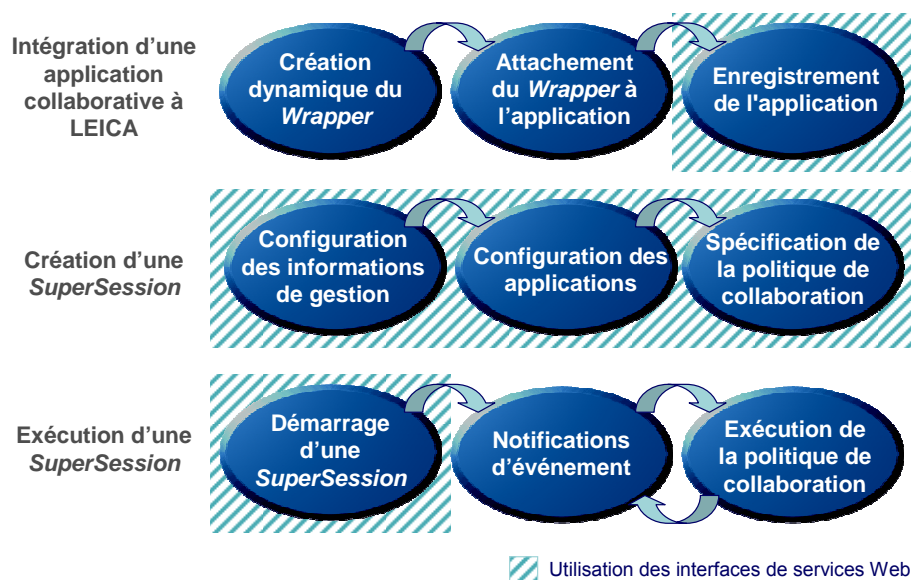 Intégration d'une
application
collaborative à
LEICA
Création
dynamique du
Wrapper
Attachement
du Wrapper à
l'application
Enregistrement
de l'application
Création d'une
SuperSession
Configuration
des informations
de gestion
Configuration des
applications
Spécification de
la politique de
collaboration
Exécution d'une
SuperSession
Démarrage
d'une
SuperSession
Notifications
d'événement
Exécution de
la politique de
collaboration
Utilisation des interfaces de services Web